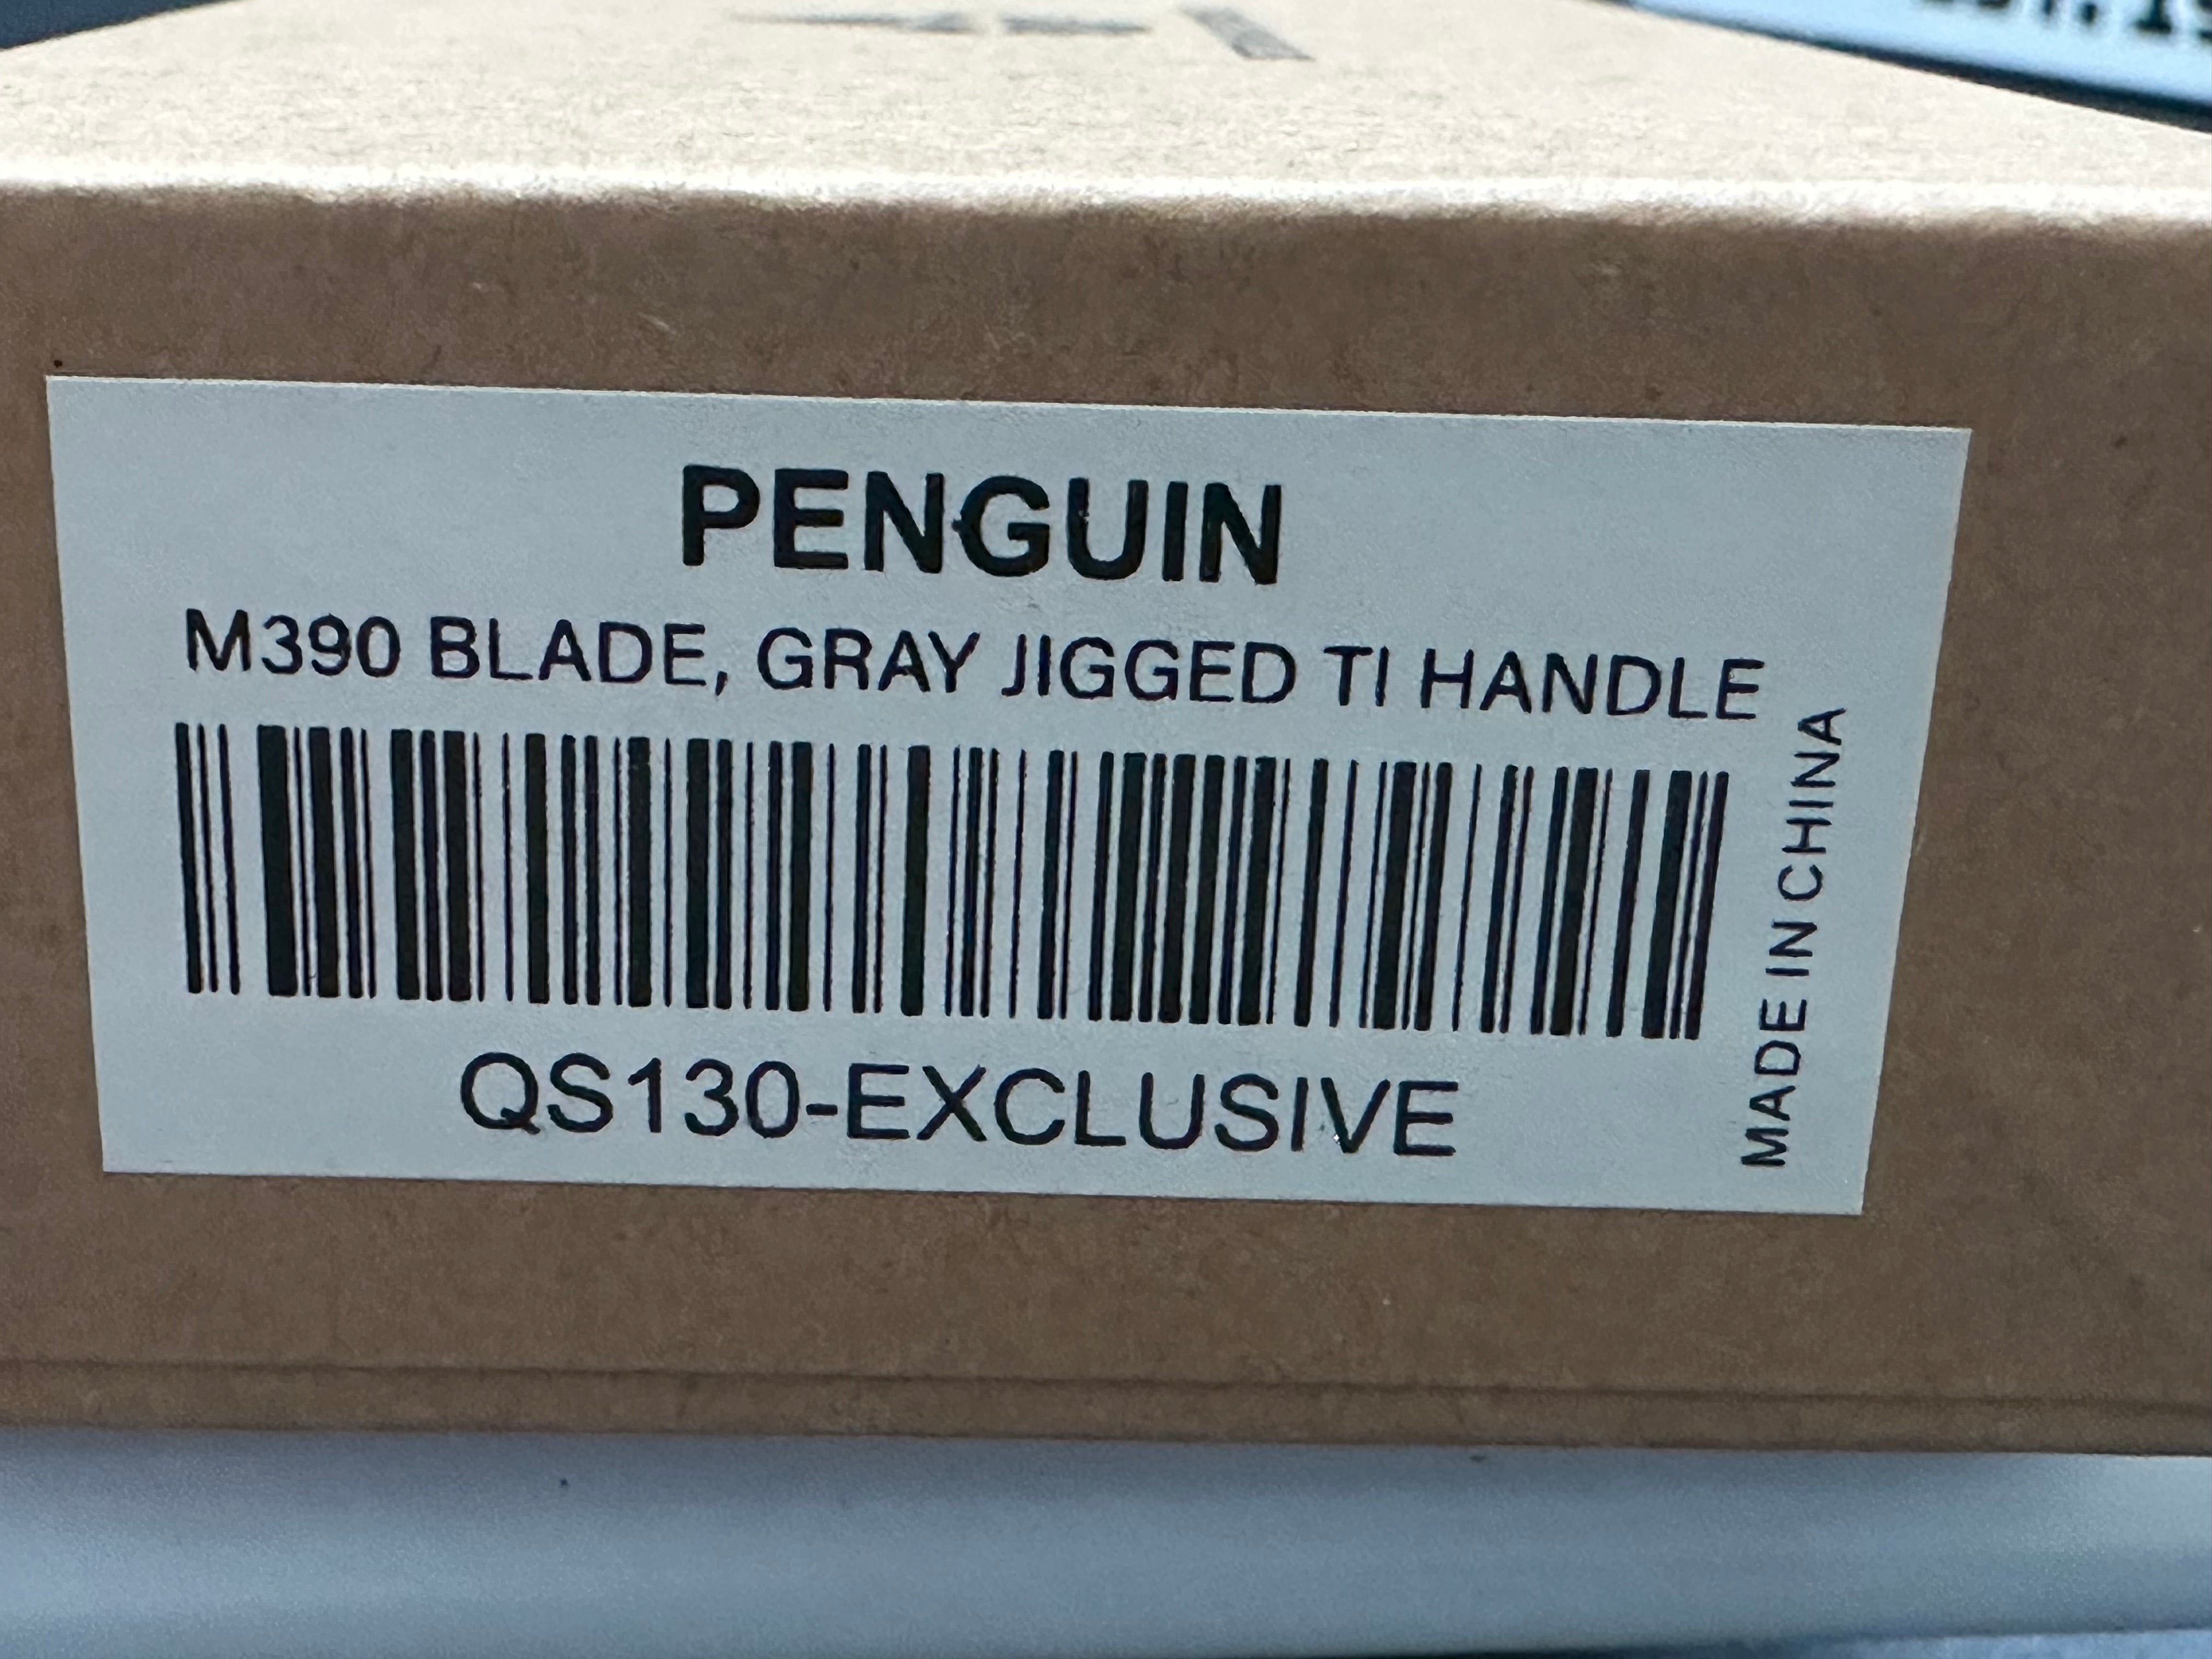 PENGUIN
M390 BLADE, GRAY JIGGED TI HANDLE
QS130-EXCLUSIVE
MADE IN CHINA